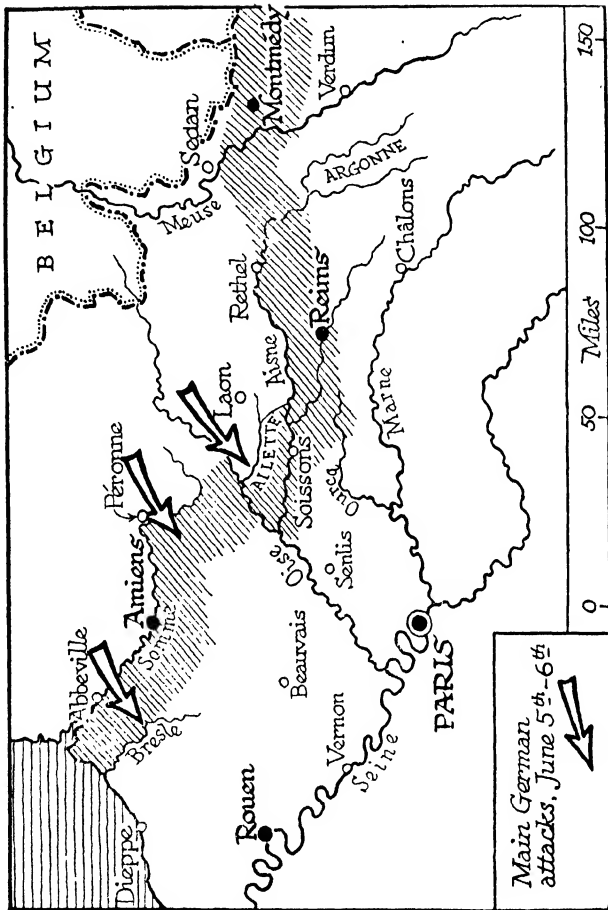 BELGIUM
Sedan
Meuse
Montmédy
Verdun
ARGONNE
Rethel
Aisne
Reims
Châlons
Péronne
Laon
AILETTE
Soissons
Ourcq
Marne
Amiens
Somme
Oise
Senlis
Abbeville
Bresle
Beauvais
PARIS
Dieppe
Rouen
Vernon
Seine
Main German
attacks, June 5th-6th
0 50 Miles 100 150